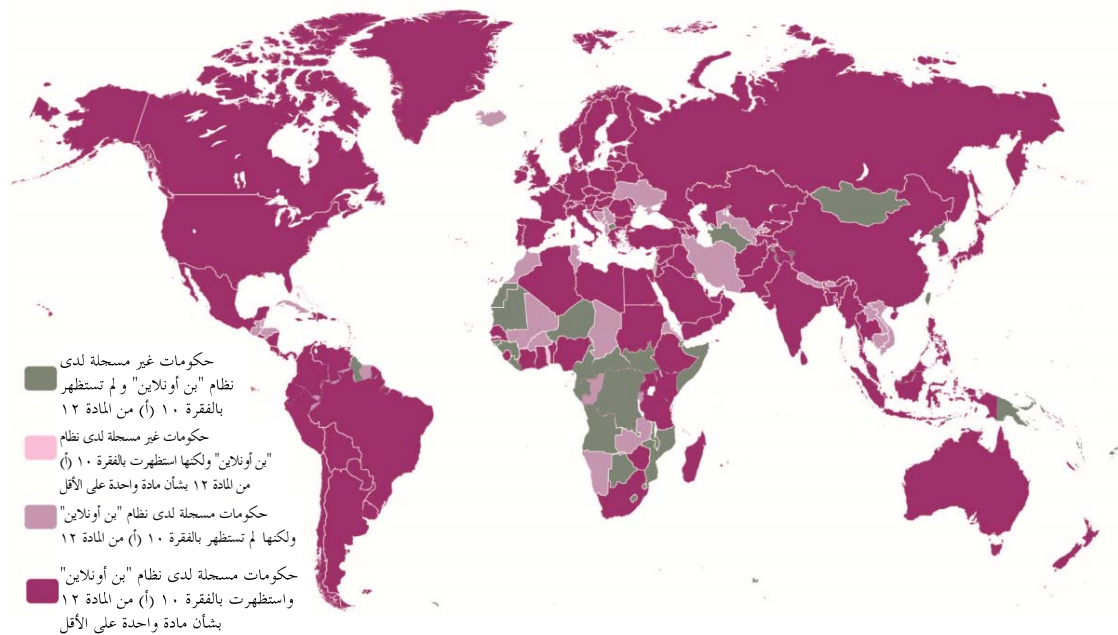 حكومات غير مسجلة لدى
نظام "بن أونلاين" ولم تستظهر
بالفقرة ١٠ (أ) من المادة ١٢
حكومات غير مسجلة لدى نظام
"بن أونلاين" ولكنها استظهرت بالفقرة ١٠ (أ)
من المادة ١٢ بشأن مادة واحدة على الأقل
حكومات مسجلة لدى نظام "بن أونلاين"
ولكنها لم تستظهر بالفقرة ١٠ (أ) من المادة ١٢
حكومات مسجلة لدى نظام "بن أونلاين"
واستظهرت بالفقرة ١٠ (أ) من المادة ١٢
بشأن مادة واحدة على الأقل